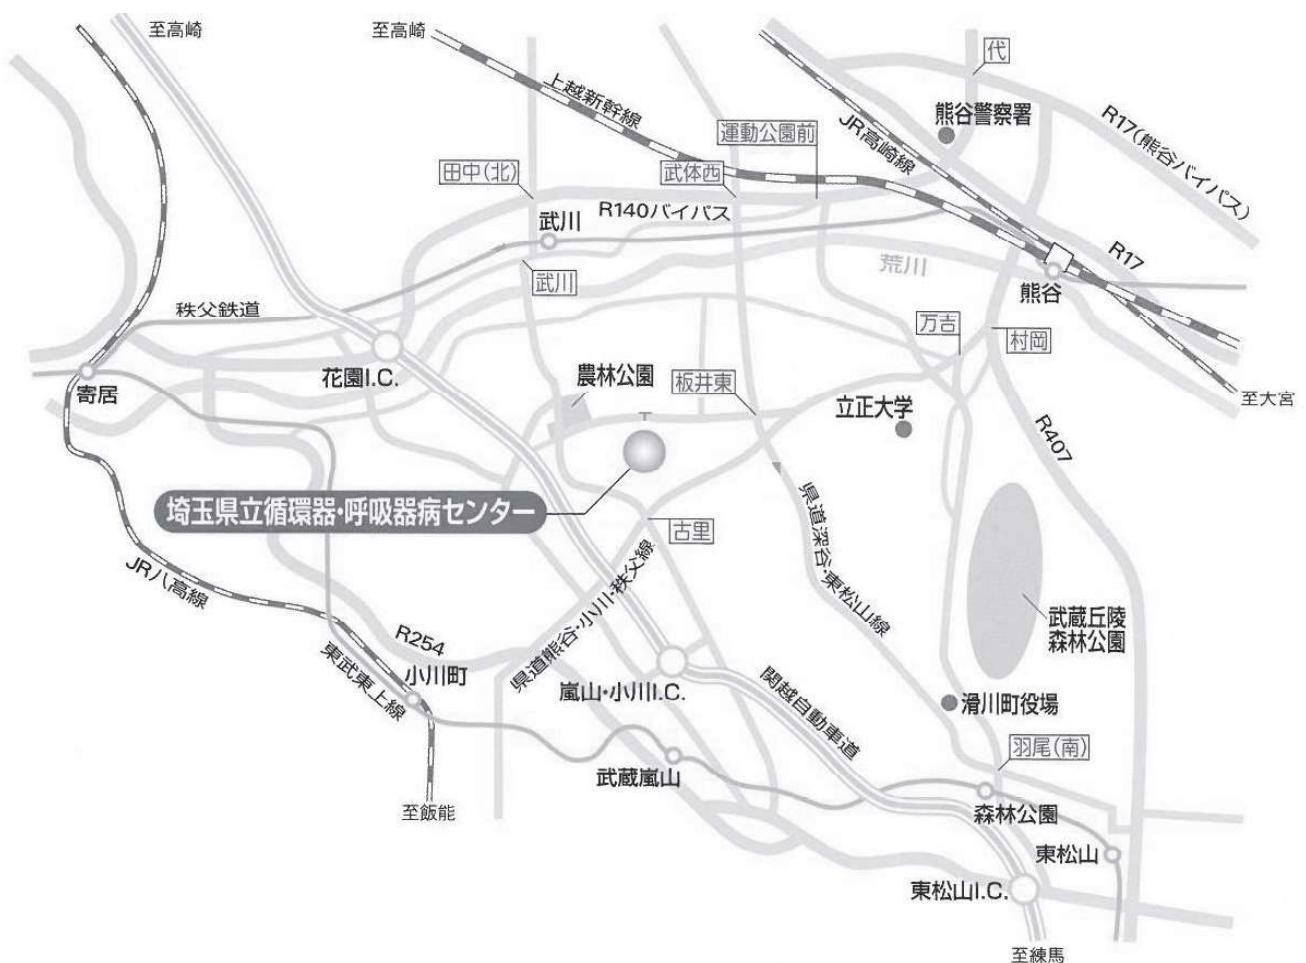 至高崎
至高崎
代
熊谷警察署
R17(熊谷バイパス)
上越新幹線
JR高崎線
運動公園前
武体西
田中(北)
R140バイパス
武川
荒川
R17
武川
熊谷
秩父鉄道
万吉
村岡
花園I.C.
農林公園
板井東
寄居
立正大学
至大宮
R407
〒
埼玉県立循環器・呼吸器病センター
古里
県道深谷・東松山線
JR八高線
県道熊谷・小川・秩父線
武蔵丘陵
森林公園
R254
東武東上線
小川町
嵐山・小川I.C.
関越自動車道
滑川町役場
羽尾(南)
武蔵嵐山
至飯能
森林公園
東松山
東松山I.C.
至練馬